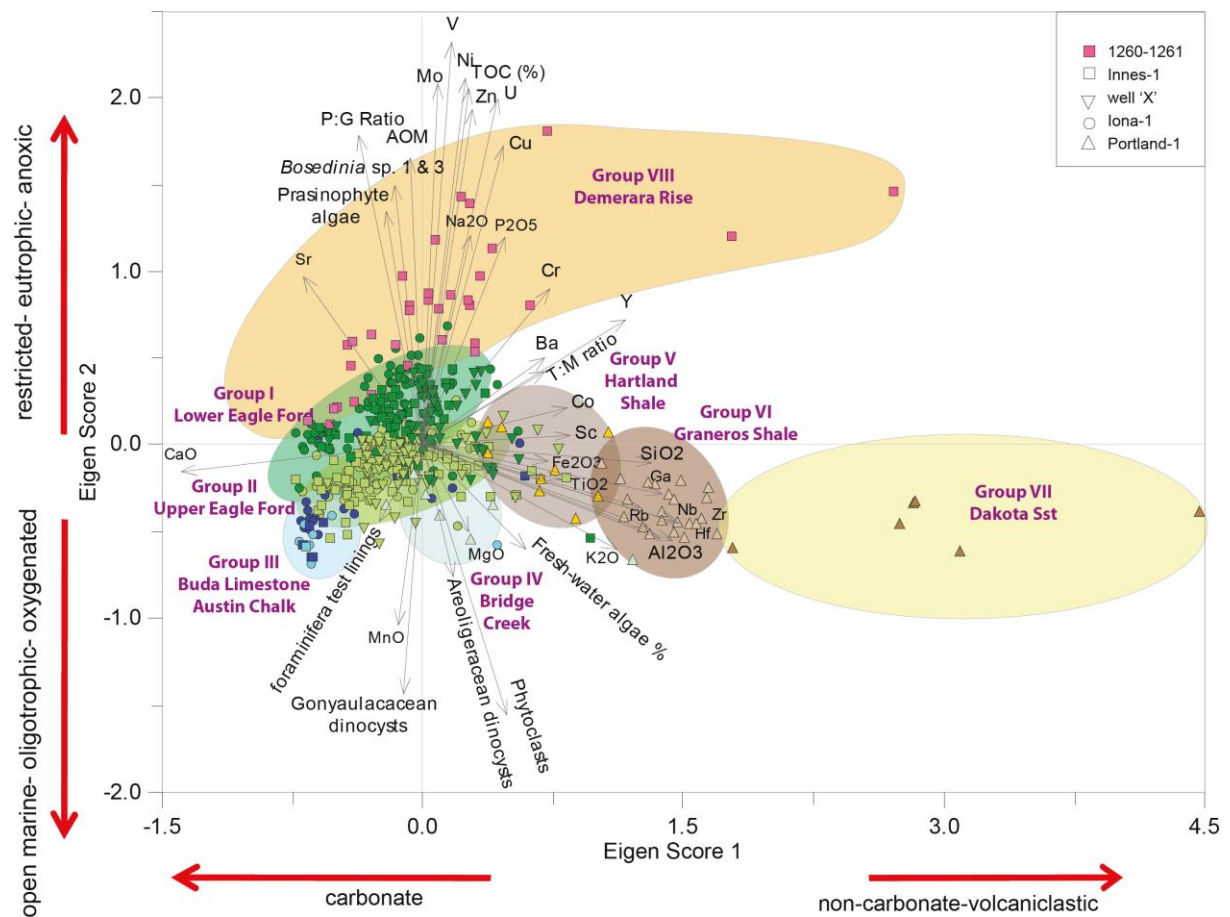 V
Ni
Mo
TOC (%)
Zn U
P:G Ratio
AOM
Cu
Bosedinia sp. 1 & 3
Prasinophyte
algae
Na2O
P2O5
Sr
Cr
Y
Ba
T:M ratio
Co
Sc
Fe2O3
TiO2
SiO2
Ga
Nb
Rb
Zr
Hf
Al2O3
K2O
CaO
MgO
MnO
foraminifera test linings
Gonyaulacacean
dinocysts
Areoligeracean dinocysts
Phytoclasts
Fresh-water algae %
Group VIII
Demerara Rise
Group I
Lower Eagle Ford
Group II
Upper Eagle Ford
Group III
Buda Limestone
Austin Chalk
Group IV
Bridge
Creek
Group V
Hartland
Shale
Group VI
Graneros Shale
Group VII
Dakota Sst
1260-1261
Innes-1
well 'X'
Iona-1
Portland-1
restricted- eutrophic- anoxic
open marine- oligotrophic- oxygenated
Eigen Score 2
2.0
1.0
0.0
-1.0
-2.0
-1.5
0.0
1.5
3.0
4.5
Eigen Score 1
carbonate
non-carbonate-volcaniclastic